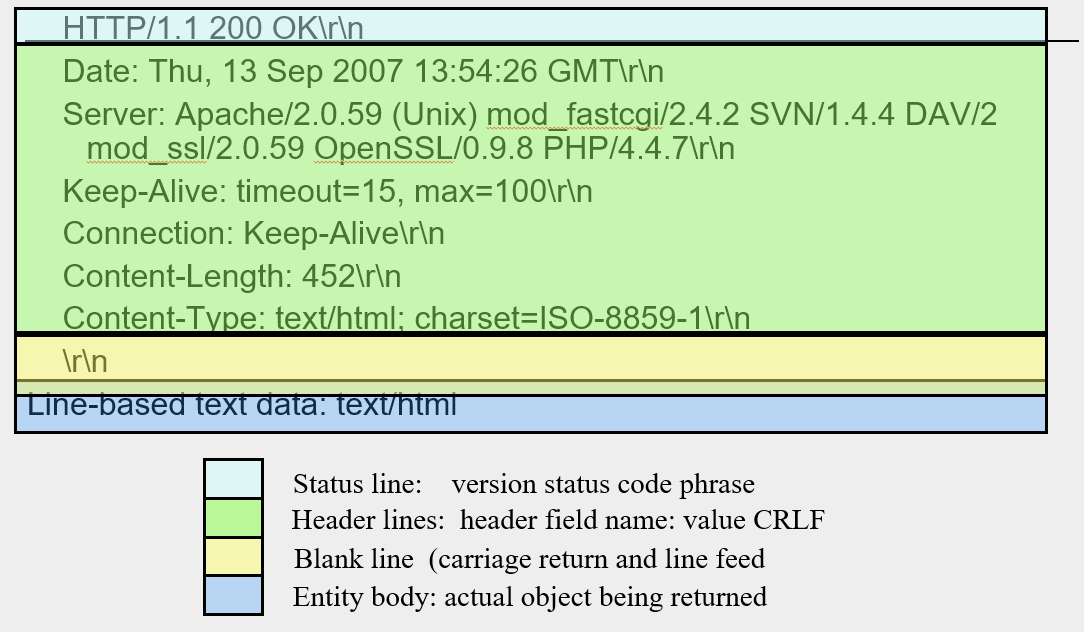 HTTP/1.1 200 OK\r\n
Date: Thu, 13 Sep 2007 13:54:26 GMT\r\n
Server: Apache/2.0.59 (Unix) mod_fastcgi/2.4.2 SVN/1.4.4 DAV/2
mod_ssl/2.0.59 OpenSSL/0.9.8 PHP/4.4.7\r\n
Keep-Alive: timeout=15, max=100\r\n
Connection: Keep-Alive\r\n
Content-Length: 452\r\n
Content-Type: text/html; charset=ISO-8859-1\r\n
\r\n
Line-based text data: text/html
Status line: version status code phrase
Header lines: header field name: value CRLF
Blank line (carriage return and line feed
Entity body: actual object being returned